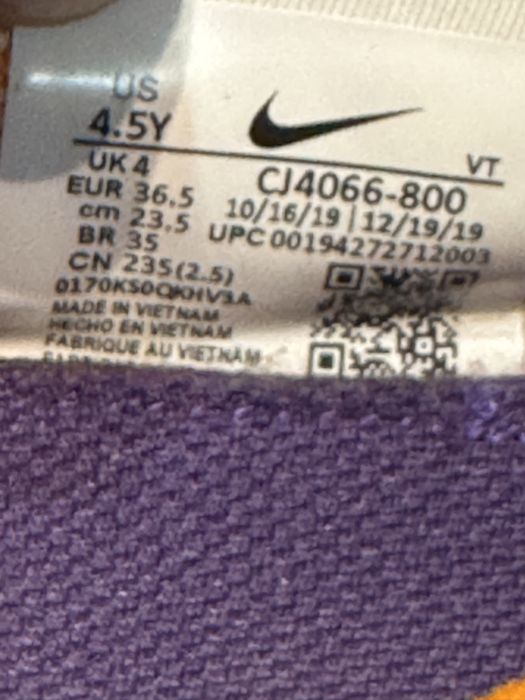 US
4.5Y
VT
UK 4
CJ4066-800
EUR 36.5
10/16/19 | 12/19/19
cm 23.5
UPC 00194272712003
BR 35
CN 235(2.5)
MADE IN VIETNAM
HECHO EN VIETNAM
FABRIQUE AU VIETNAM